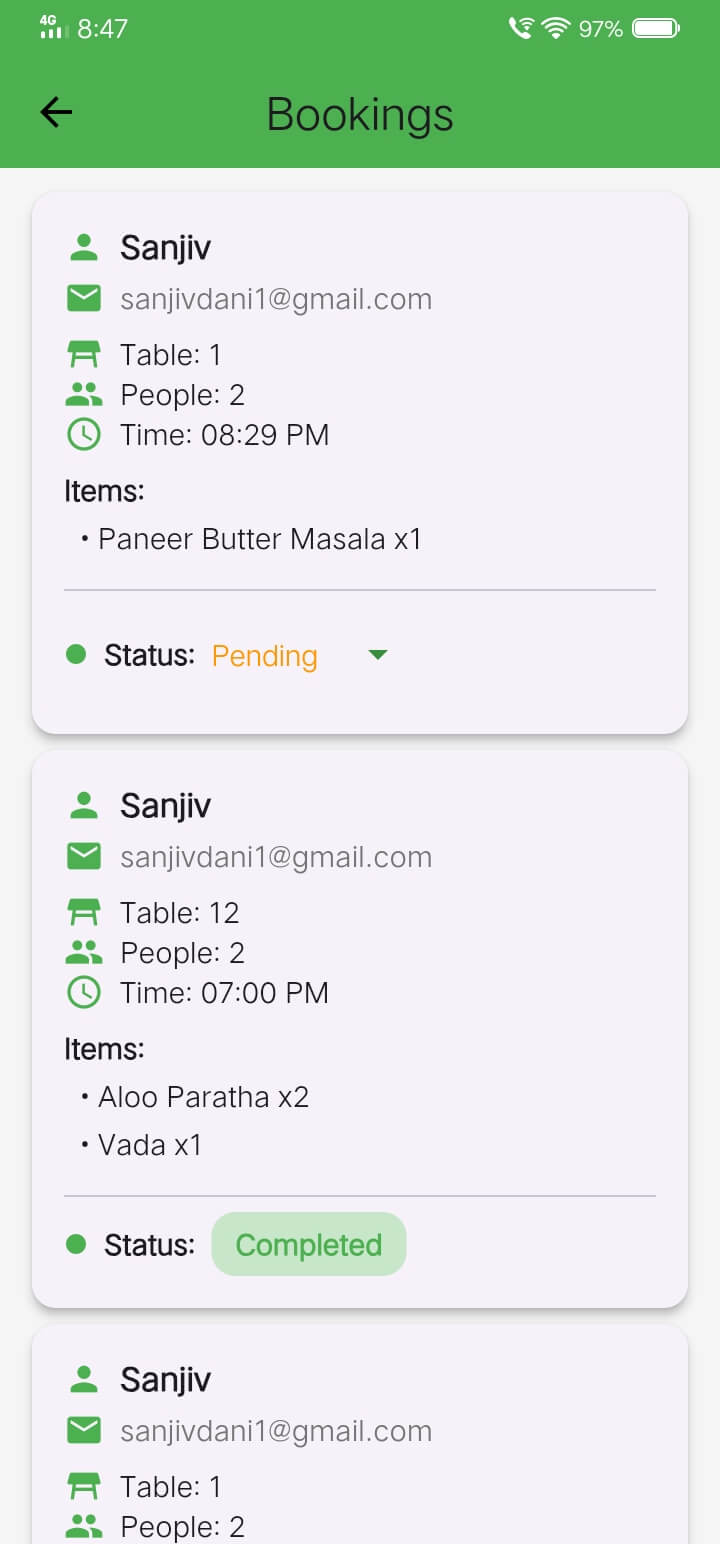 4G 8:47 97%
Bookings
Sanjiv
sanjivdani1@gmail.com
Table: 1
People: 2
Time: 08:29 PM
Items:
• Paneer Butter Masala x1
Status: Pending
Sanjiv
sanjivdani1@gmail.com
Table: 12
People: 2
Time: 07:00 PM
Items:
• Aloo Paratha x2
• Vada x1
Status: Completed
Sanjiv
sanjivdani1@gmail.com
Table: 1
People: 2